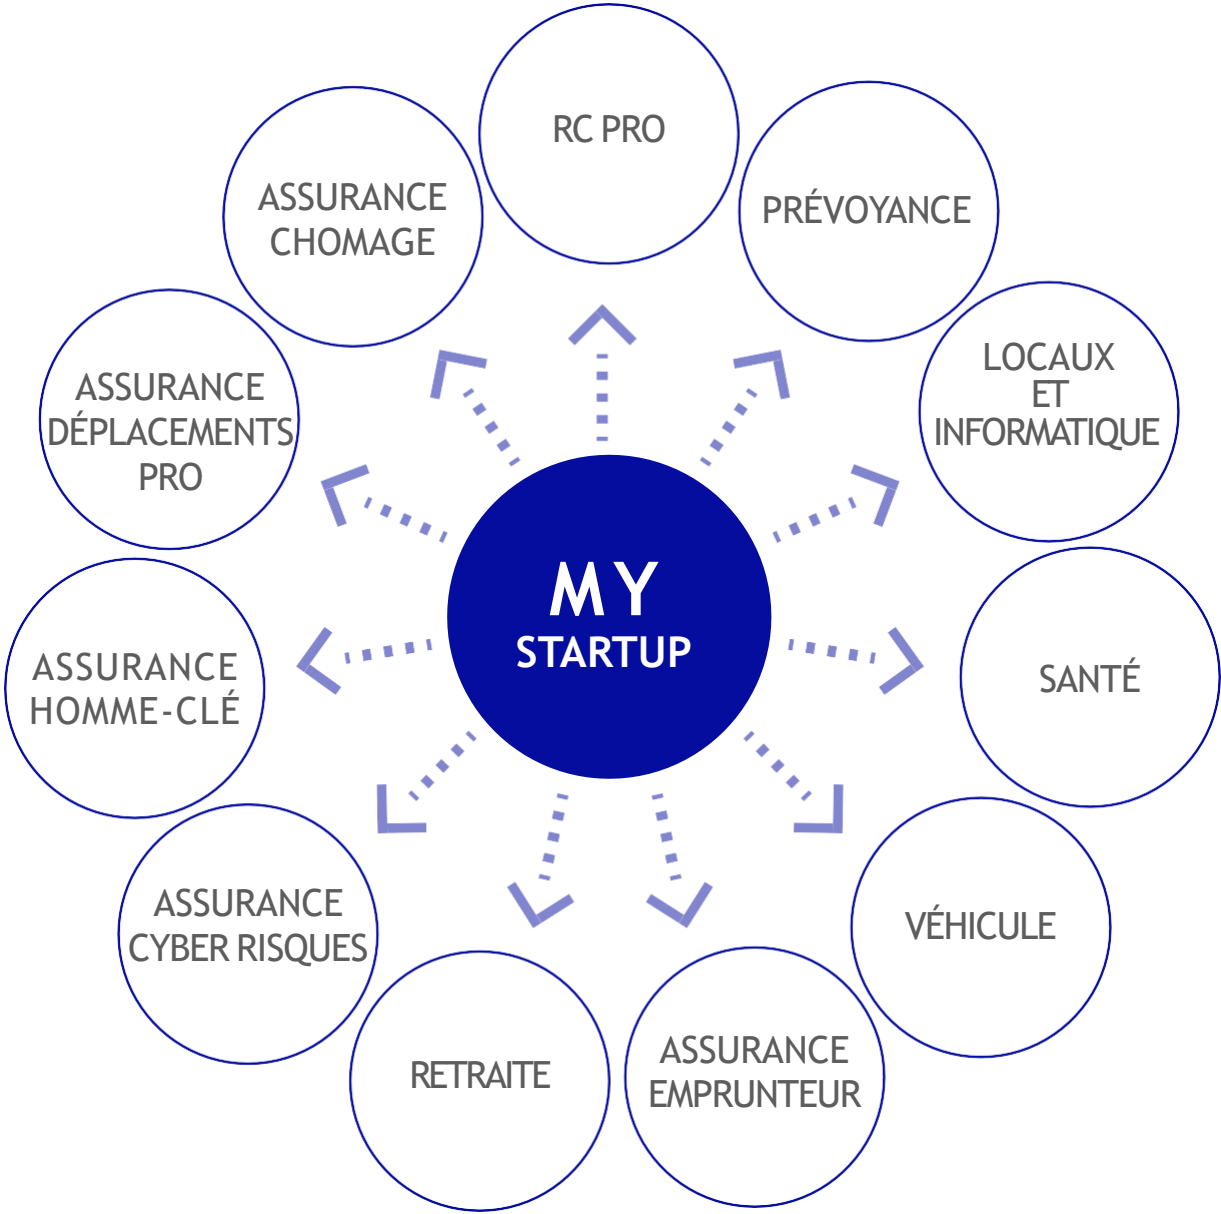 RC PRO
PRÉVOYANCE
LOCAUX
ET
INFORMATIQUE
SANTÉ
VÉHICULE
ASSURANCE
EMPRUNTEUR
RETRAITE
ASSURANCE
CYBER RISQUES
ASSURANCE
HOMME-CLÉ
ASSURANCE
DÉPLACEMENTS
PRO
ASSURANCE
CHOMAGE
MY
STARTUP